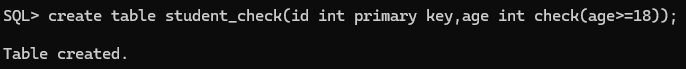 SQL> create table student_check(id int primary key,age int check(age>=18));
Table created.